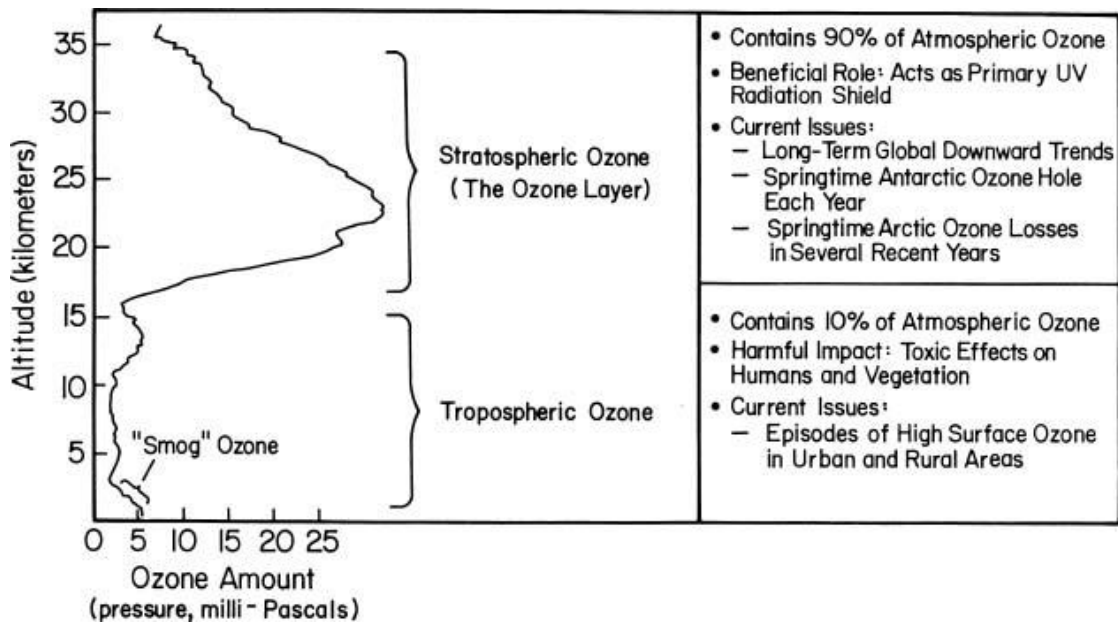 35
30
25
20
15
10
5
Altitude (kilometers)
"Smog" Ozone
0 5 10 15 20 25
Ozone Amount
(pressure, milli-Pascals)
Stratospheric Ozone
(The Ozone Layer)
Tropospheric Ozone
• Contains 90% of Atmospheric Ozone
• Beneficial Role: Acts as Primary UV
Radiation Shield
• Current Issues:
— Long-Term Global Downward Trends
— Springtime Antarctic Ozone Hole
Each Year
— Springtime Arctic Ozone Losses
in Several Recent Years
• Contains 10% of Atmospheric Ozone
• Harmful Impact: Toxic Effects on
Humans and Vegetation
• Current Issues:
— Episodes of High Surface Ozone
in Urban and Rural Areas